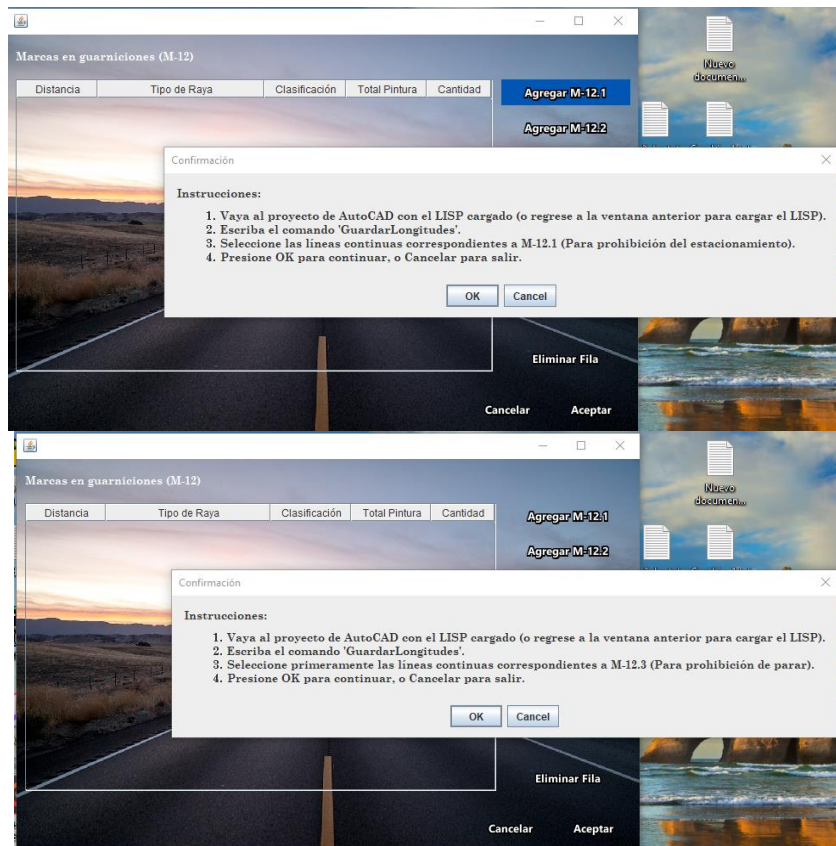 Marcas en guarniciones (M-12)
Nuevo
documen...
Distancia Tipo de Raya Clasificación Total Pintura Cantidad
Agregar M-12.1
Agregar M-12.2
Confirmación
Instrucciones:
1. Vaya al proyecto de AutoCAD con el LISP cargado (o regrese a la ventana anterior para cargar el LISP).
2. Escriba el comando 'GuardarLongitudes'.
3. Seleccione las líneas continuas correspondientes a M-12.1 (Para prohibición del estacionamiento).
4. Presione OK para continuar, o Cancelar para salir.
OK Cancel
Eliminar Fila
Cancelar Aceptar
Marcas en guarniciones (M-12)
Nuevo
documen...
Distancia Tipo de Raya Clasificación Total Pintura Cantidad
Agregar M-12.1
Agregar M-12.2
Confirmación
Instrucciones:
1. Vaya al proyecto de AutoCAD con el LISP cargado (o regrese a la ventana anterior para cargar el LISP).
2. Escriba el comando 'GuardarLongitudes'.
3. Seleccione primeramente las líneas continuas correspondientes a M-12.3 (Para prohibición de parar).
4. Presione OK para continuar, o Cancelar para salir.
OK Cancel
Eliminar Fila
Cancelar Aceptar